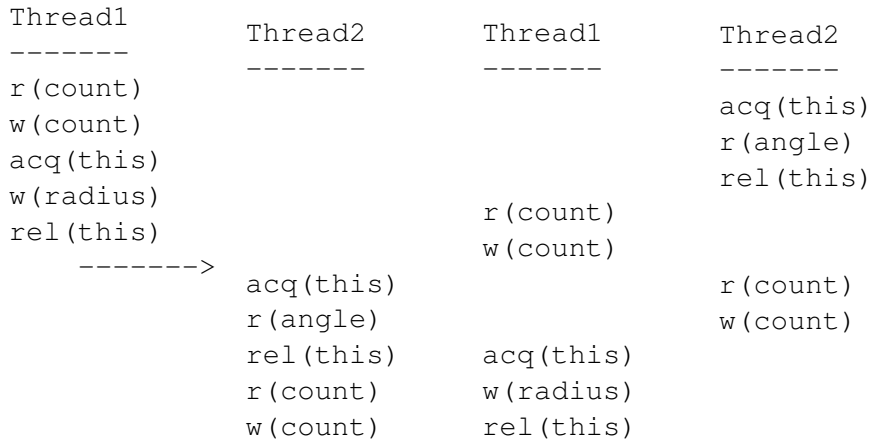 Thread1
-------
r(count)
w(count)
acq(this)
w(radius)
rel(this)
------->
Thread2
-------
acq(this)
r(angle)
rel(this)
r(count)
w(count)
Thread1
-------
r(count)
w(count)
acq(this)
w(radius)
rel(this)
Thread2
-------
acq(this)
r(angle)
rel(this)
r(count)
w(count)